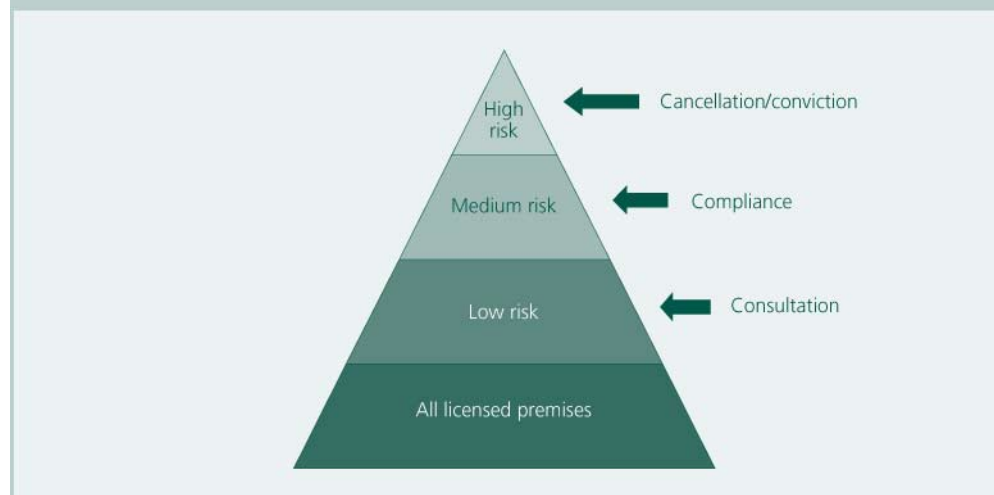 High
risk
Cancellation/conviction
Medium risk
Compliance
Low risk
Consultation
All licensed premises